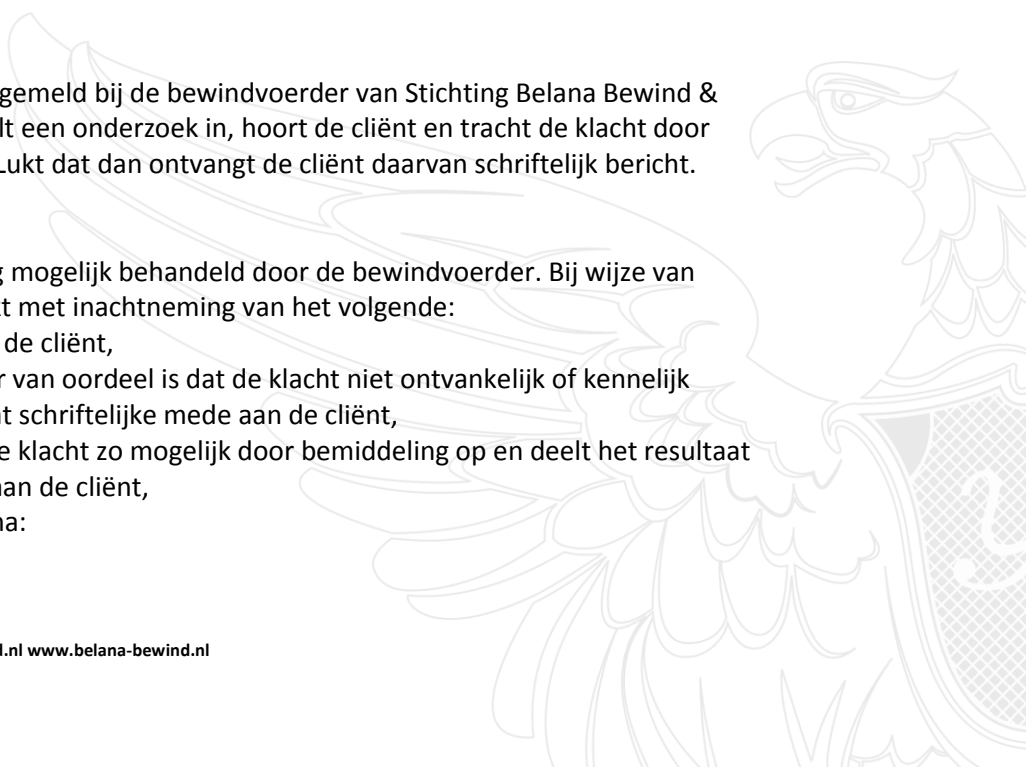 gemeld bij de bewindvoerder van Stichting Belana Bewind &
lt een onderzoek in, hoort de cliënt en tracht de klacht door
Lukt dat dan ontvangt de cliënt daarvan schriftelijk bericht.
g mogelijk behandeld door de bewindvoerder. Bij wijze van
t met inachtneming van het volgende:
de cliënt,
r van oordeel is dat de klacht niet ontvankelijk of kennelijk
nt schriftelijke mede aan de cliënt,
e klacht zo mogelijk door bemiddeling op en deelt het resultaat
aan de cliënt,
na:
d.nl www.belana-bewind.nl